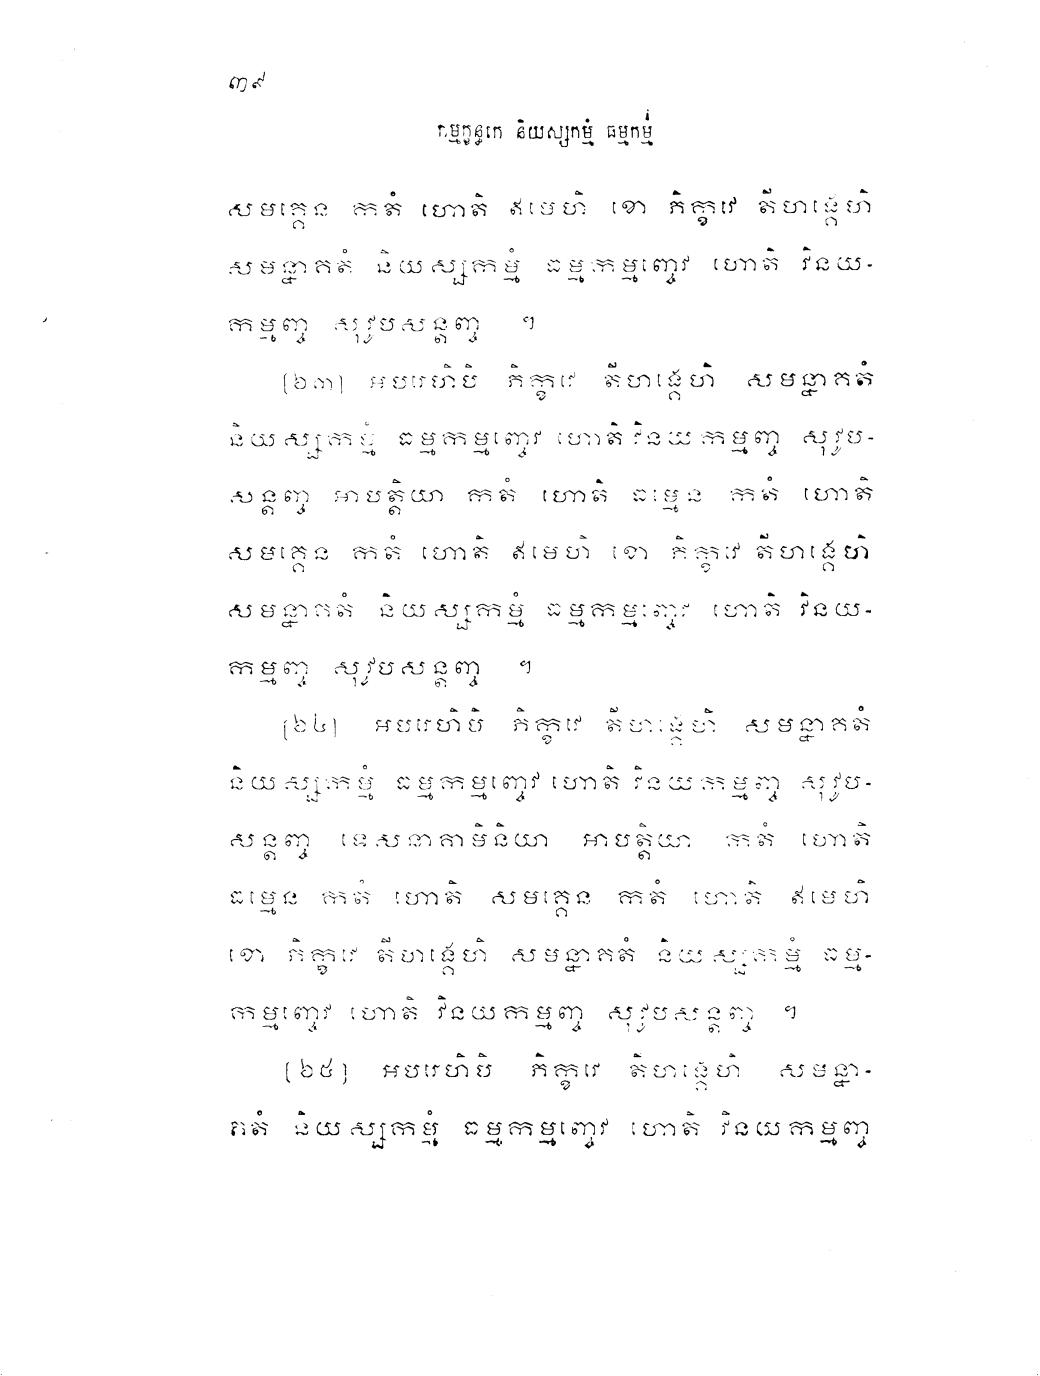 ៣៩
កម្មក្ខន្ធកេ និយស្សកម្មំ ធម្មកម្មំ
សមគ្គេន កតំ ហោតិ ឥមេហិ ខោ ភិក្ខវេ តីហង្គេហិ
សមន្នាគតំ និយស្សកម្មំ ធម្មកម្មញ្ចេវ ហោតិ វិនយ-
កម្មញ្ច សុវូបសន្តញ្ច ។
(៦៣) អបរេហិបិ ភិក្ខវេ តីហង្គេហិ សមន្នាគតំ
និយស្សកម្មំ ធម្មកម្មញ្ចេវ ហោតិ វិនយកម្មញ្ច សុវូប-
សន្តញ្ច អាបត្តិយា កតំ ហោតិ ធម្មេន កតំ ហោតិ
សមគ្គេន កតំ ហោតិ ឥមេហិ ខោ ភិក្ខវេ តីហង្គេហិ
សមន្នាគតំ និយស្សកម្មំ ធម្មកម្មញ្ចេវ ហោតិ វិនយ-
កម្មញ្ច សុវូបសន្តញ្ច ។
(៦៤) អបរេហិបិ ភិក្ខវេ តីហង្គេហិ សមន្នាគតំ
និយស្សកម្មំ ធម្មកម្មញ្ចេវ ហោតិ វិនយកម្មញ្ច សុវូប-
សន្តញ្ច ទេសនាគាមិនិយា អាបត្តិយា កតំ ហោតិ
ធម្មេន កតំ ហោតិ សមគ្គេន កតំ ហោតិ ឥមេហិ
ខោ ភិក្ខវេ តីហង្គេហិ សមន្នាគតំ និយស្សកម្មំ ធម្ម-
កម្មញ្ចេវ ហោតិ វិនយកម្មញ្ច សុវូបសន្តញ្ច ។
(៦៥) អបរេហិបិ ភិក្ខវេ តិហង្គេហិ សមន្នា-
គតំ និយស្សកម្មំ ធម្មកម្មញ្ចេវ ហោតិ វិនយកម្មញ្ច